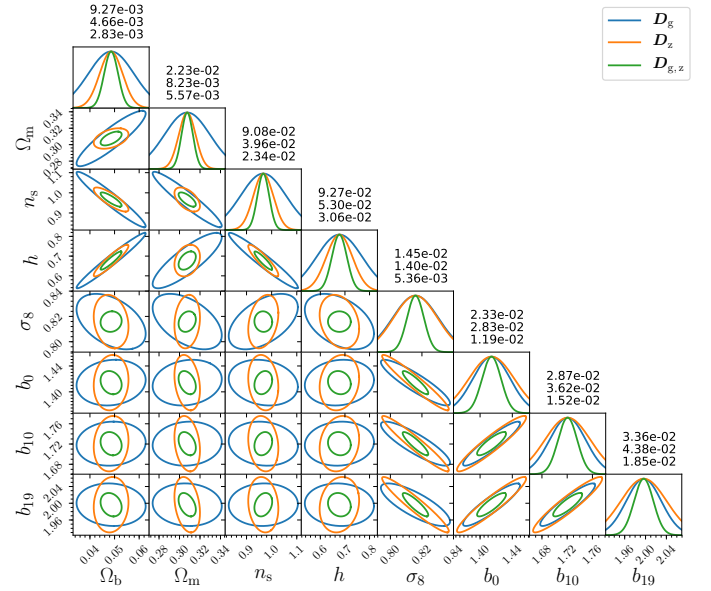 9.27e-03
4.66e-03
2.83e-03
D_g
D_z
D_g,z
2.23e-02
8.23e-03
5.57e-03
0.34
0.32
0.30
0.28
Ω_m
9.08e-02
3.96e-02
2.34e-02
1.1
1.0
0.9
n_s
9.27e-02
5.30e-02
3.06e-02
0.8
0.7
0.6
h
1.45e-02
1.40e-02
5.36e-03
0.84
0.82
0.80
σ_8
2.33e-02
2.83e-02
1.19e-02
1.44
1.40
b_0
2.87e-02
3.62e-02
1.52e-02
1.76
1.72
1.68
b_10
3.36e-02
4.38e-02
1.85e-02
2.04
2.00
1.96
b_19
0.04 0.05 0.06 0.28 0.30 0.32 0.34 0.9 1.0 1.1 0.6 0.7 0.8 0.80 0.82 0.84 1.40 1.44 1.68 1.72 1.76 1.96 2.00 2.04
Ω_b Ω_m n_s h σ_8 b_0 b_10 b_19